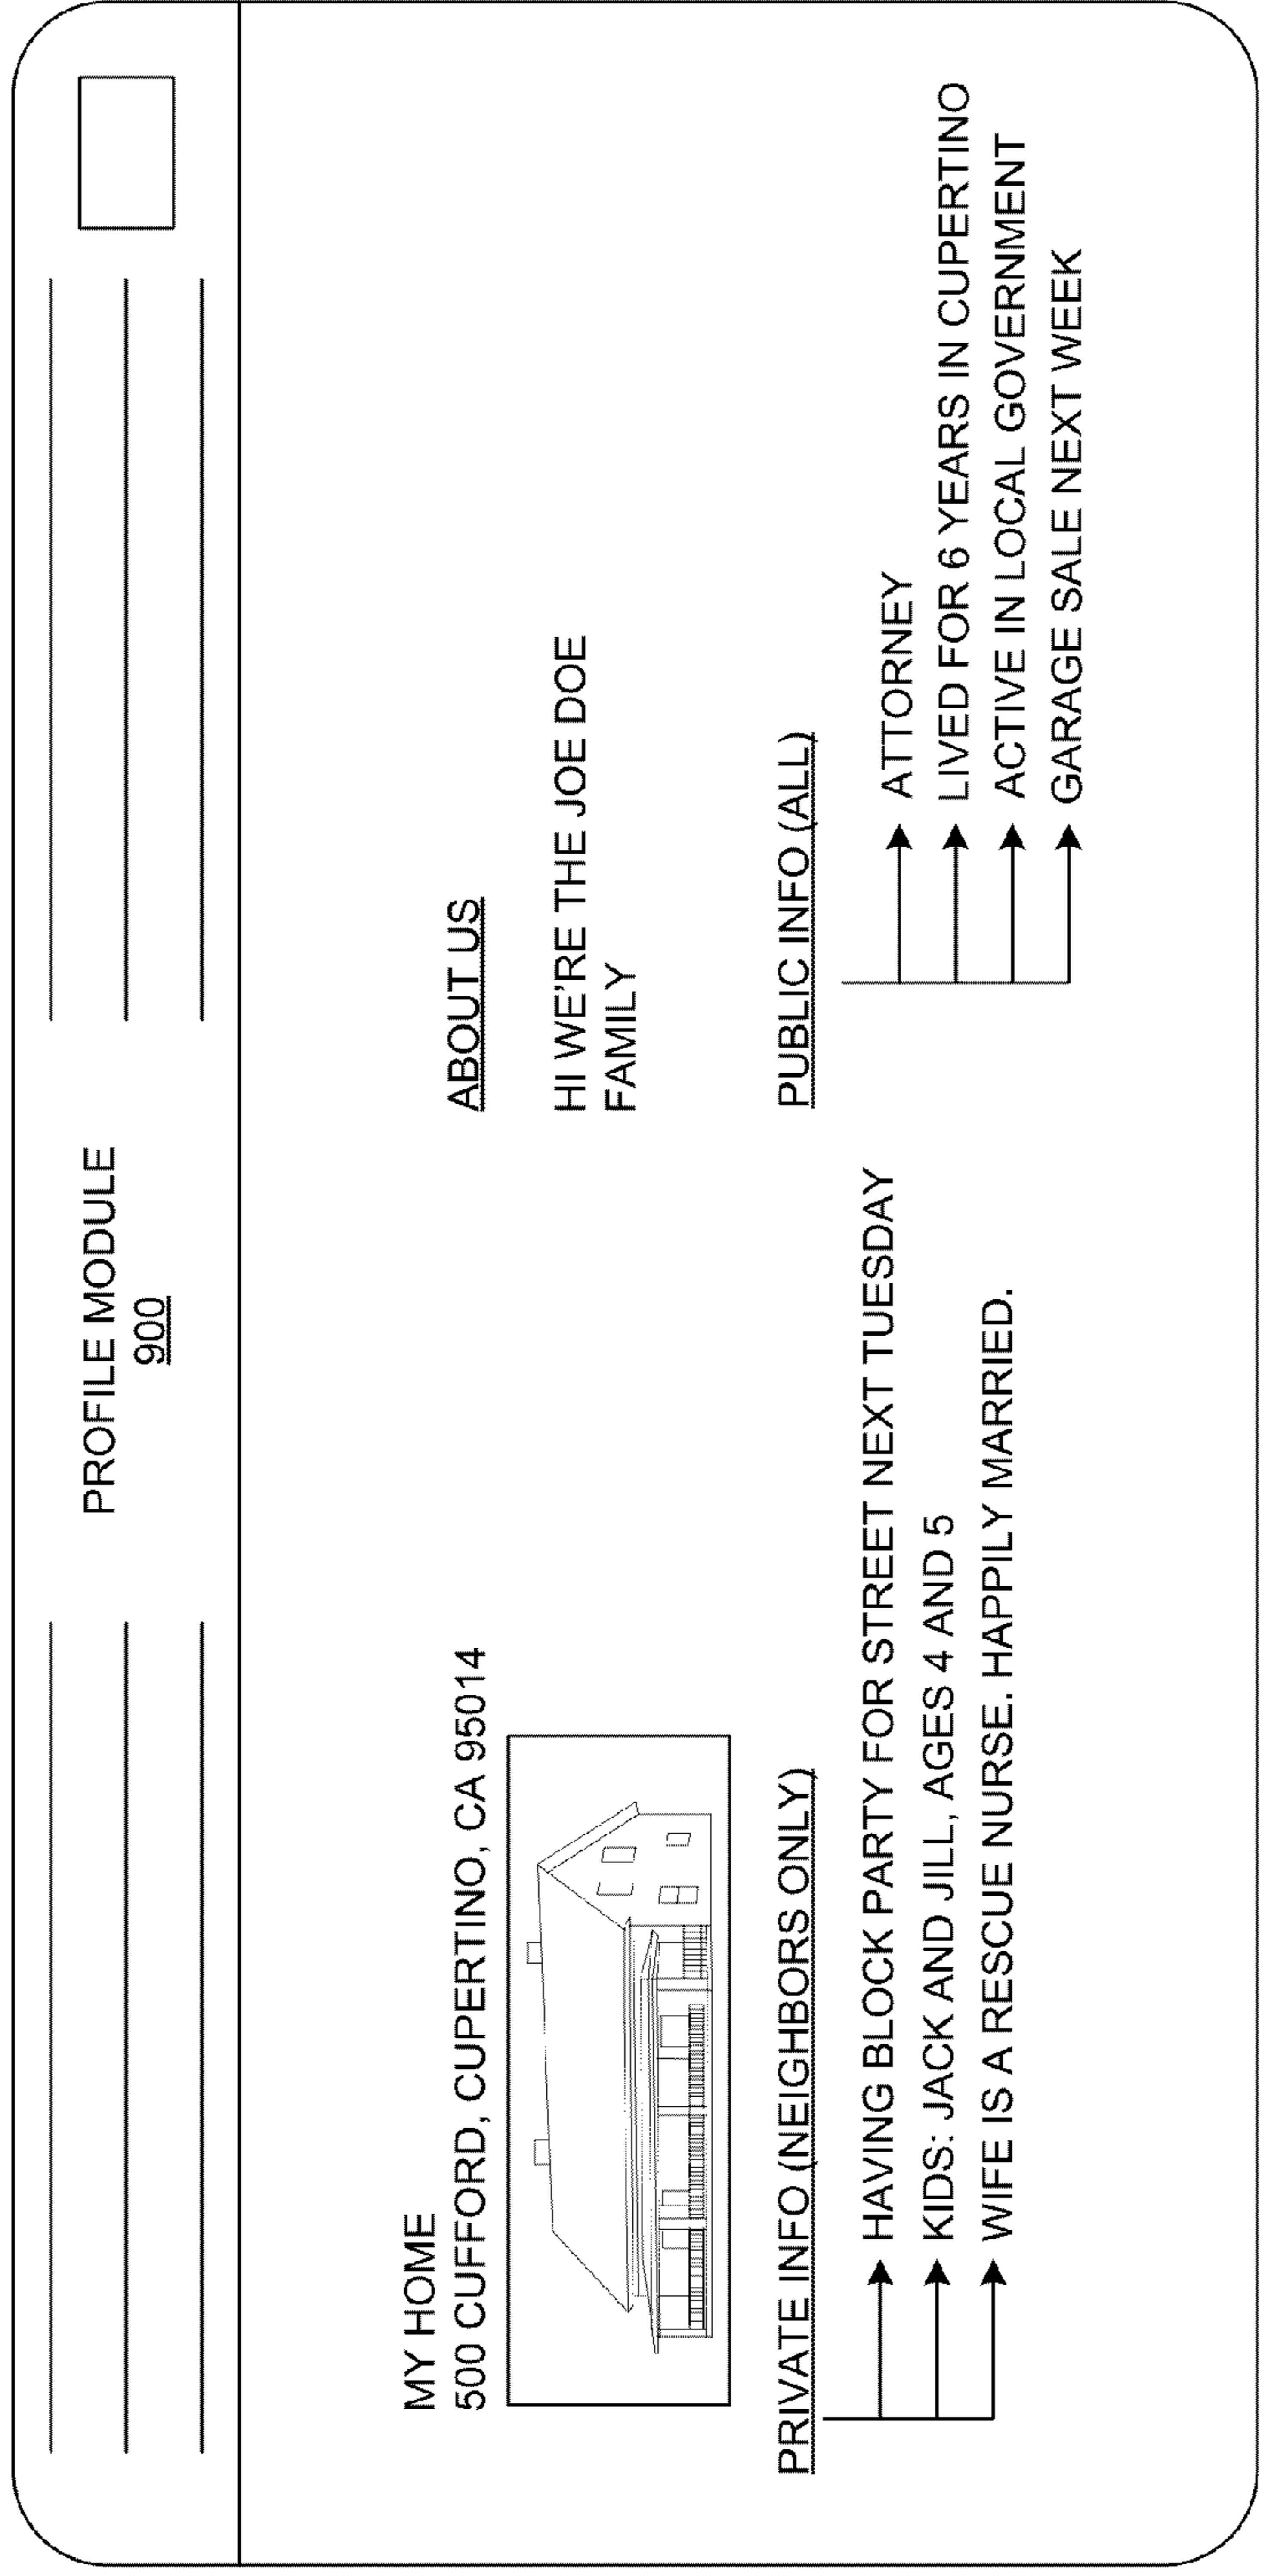 PROFILE MODULE
900
MY HOME
500 CUFFORD, CUPERTINO, CA 95014
ABOUT US
HI WE'RE THE JOE DOE
FAMILY
PRIVATE INFO (NEIGHBORS ONLY)
HAVING BLOCK PARTY FOR STREET NEXT TUESDAY
KIDS: JACK AND JILL, AGES 4 AND 5
WIFE IS A RESCUE NURSE. HAPPILY MARRIED.
PUBLIC INFO (ALL)
ATTORNEY
LIVED FOR 6 YEARS IN CUPERTINO
ACTIVE IN LOCAL GOVERNMENT
GARAGE SALE NEXT WEEK